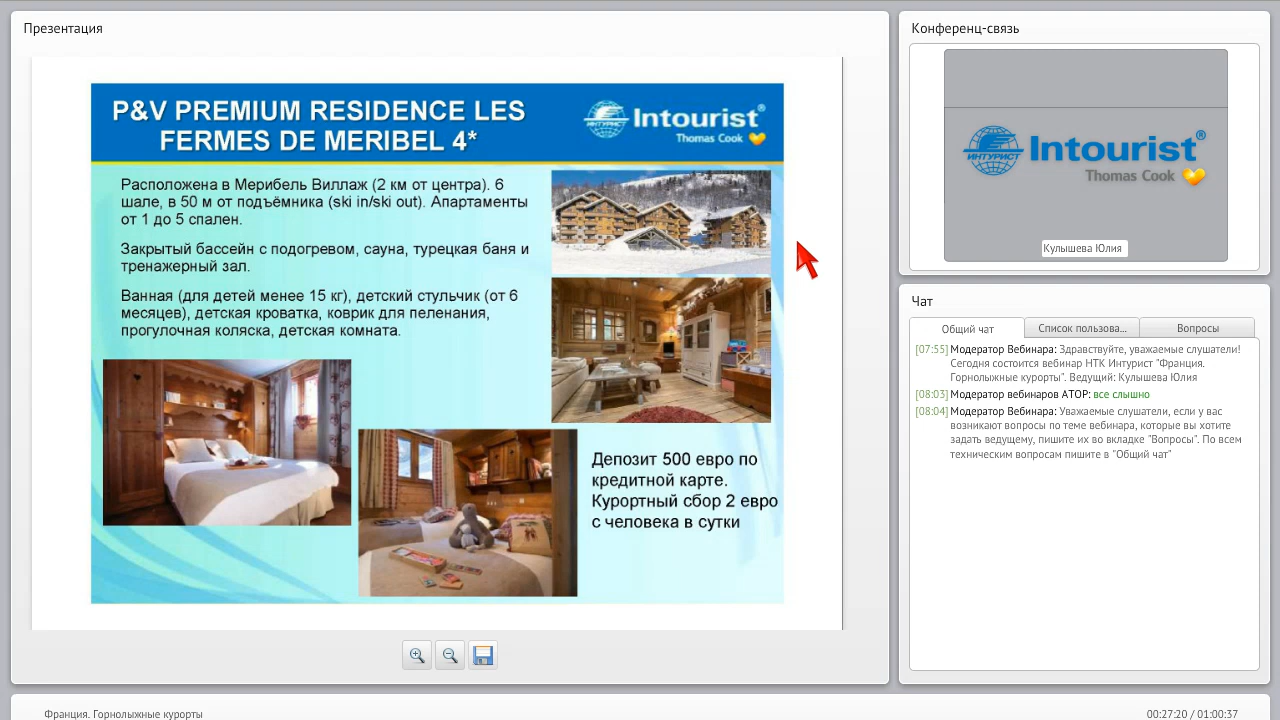 Презентация
P&V PREMIUM RESIDENCE LES
FERMES DE MERIBEL 4*
ИНТУРИСТ
Intourist®
Thomas Cook
Расположена в Мерибель Виллаж (2 км от центра). 6
шале, в 50 м от подъёмника (ski in/ski out). Апартаменты
от 1 до 5 спален.
Закрытый бассейн с подогревом, сауна, турецкая баня и
тренажерный зал.
Ванная (для детей менее 15 кг), детский стульчик (от 6
месяцев), детская кроватка, коврик для пеленания,
прогулочная коляска, детская комната.
Депозит 500 евро по
кредитной карте.
Курортный сбор 2 евро
с человека в сутки
Конференц-связь
ИНТУРИСТ
Intourist®
Thomas Cook
Кулышева Юлия
Чат
Общий чат
Список пользова...
Вопросы
[07:55] Модератор Вебинара: Здравствуйте, уважаемые слушатели!
Сегодня состоится вебинар НТК Интурист "Франция.
Горнолыжные курорты". Ведущий: Кулышева Юлия
[08:03] Модератор вебинаров АТОР: все слышно
[08:04] Модератор Вебинара: Уважаемые слушатели, если у вас
возникают вопросы по теме вебинара, которые вы хотите
задать ведущему, пишите их во вкладке "Вопросы". По всем
техническим вопросам пишите в "Общий чат"
Франция. Горнолыжные курорты
00:27:20 / 01:00:37